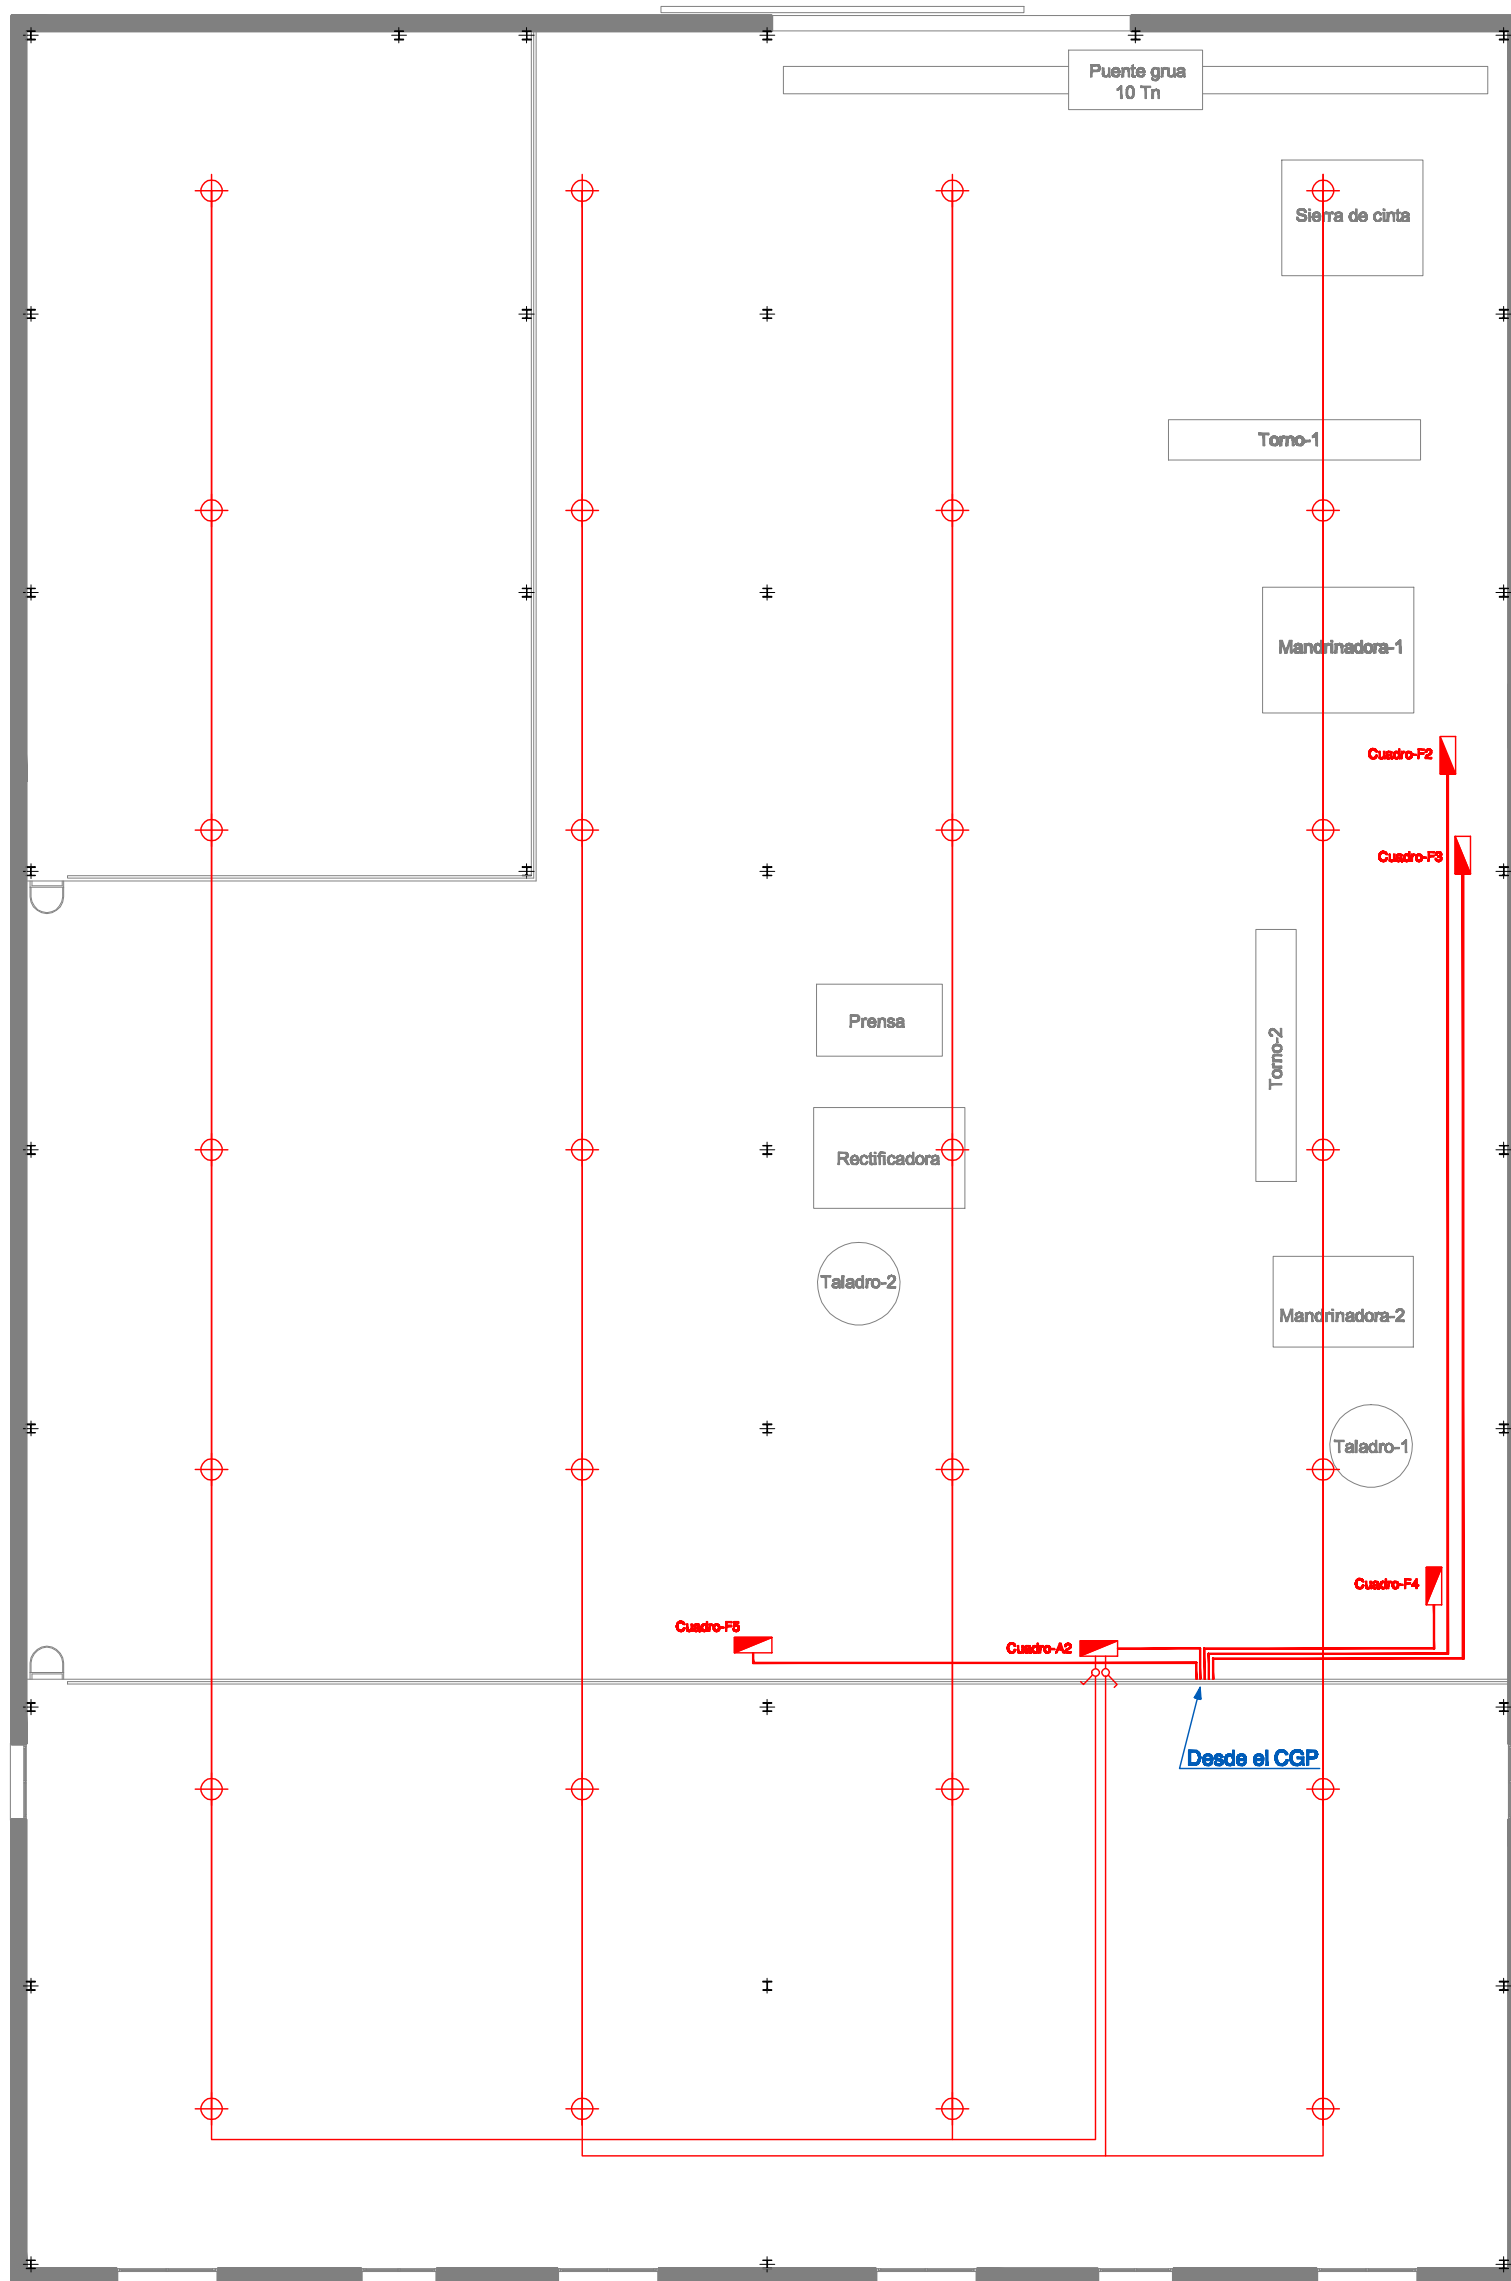 Puente grua
10 Tn
Sierra de cinta
Torno-1
Mandrinadora-1
Cuadro-F2
Cuadro-F3
Prensa
Torno-2
Rectificadora
Taladro-2
Mandrinadora-2
Taladro-1
Cuadro-F4
Cuadro-F5
Cuadro-A2
Desde el CGP